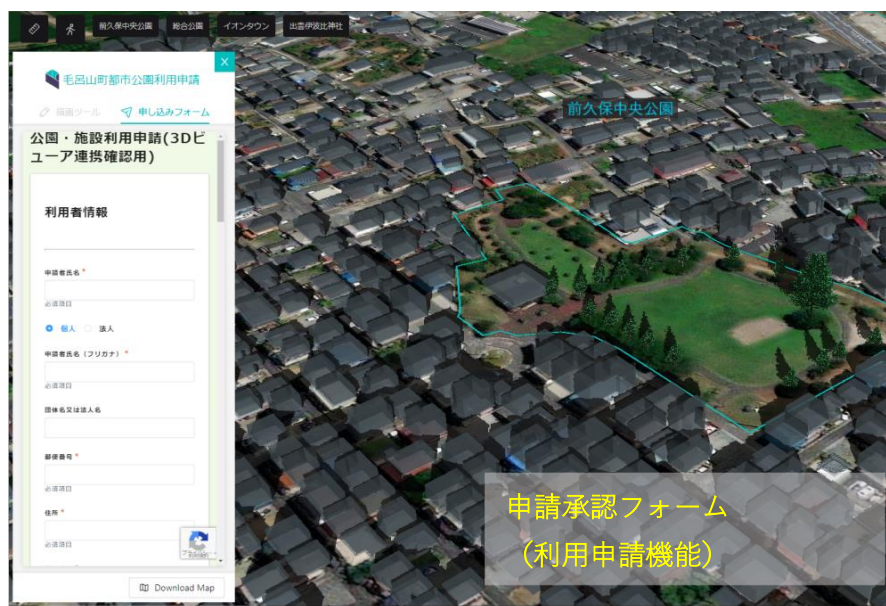 前久保中央公園
総合公園
イオンタウン
出雲伊波比神社
X
毛呂山町都市公園利用申請
描画ツール
申し込みフォーム
公園・施設利用申請(3Dビ
ューア連携確認用)
利用者情報
申請者氏名*
必須項目
個人 法人
申請者氏名(フリガナ)*
必須項目
団体名又は法人名
郵便番号*
必須項目
住所*
必須項目
Download Map
前久保中央公園
申請承認フォーム
(利用申請機能)